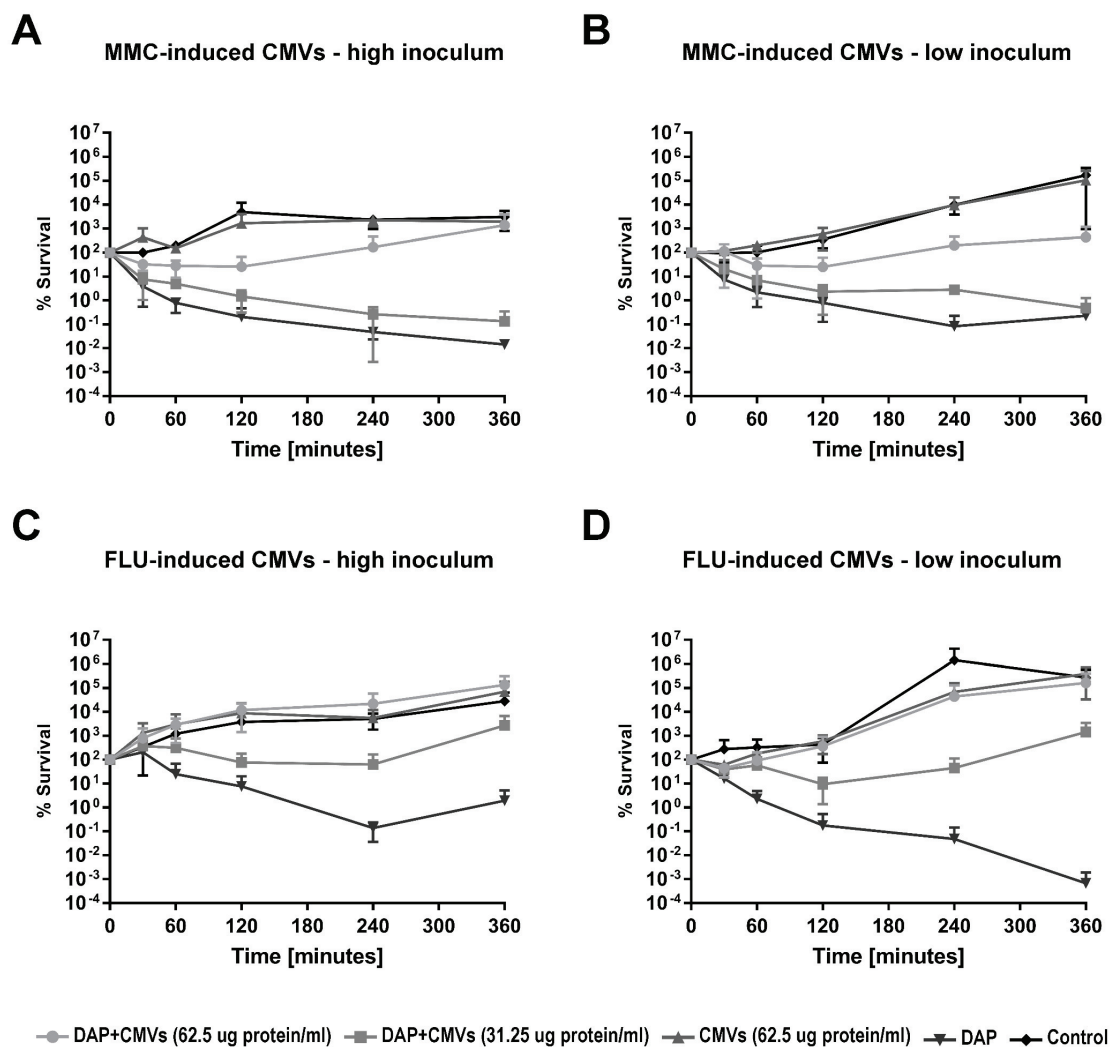 A
MMC-induced CMVs - high inoculum
% Survival
10⁷
10⁶
10⁵
10⁴
10³
10²
10¹
10⁰
10⁻¹
10⁻²
10⁻³
10⁻⁴
0 60 120 180 240 300 360
Time [minutes]
B
MMC-induced CMVs - low inoculum
% Survival
10⁷
10⁶
10⁵
10⁴
10³
10²
10¹
10⁰
10⁻¹
10⁻²
10⁻³
10⁻⁴
0 60 120 180 240 300 360
Time [minutes]
C
FLU-induced CMVs - high inoculum
% Survival
10⁷
10⁶
10⁵
10⁴
10³
10²
10¹
10⁰
10⁻¹
10⁻²
10⁻³
10⁻⁴
0 60 120 180 240 300 360
Time [minutes]
D
FLU-induced CMVs - low inoculum
% Survival
10⁷
10⁶
10⁵
10⁴
10³
10²
10¹
10⁰
10⁻¹
10⁻²
10⁻³
10⁻⁴
0 60 120 180 240 300 360
Time [minutes]
DAP+CMVs (62.5 ug protein/ml) DAP+CMVs (31.25 ug protein/ml) CMVs (62.5 ug protein/ml) DAP Control